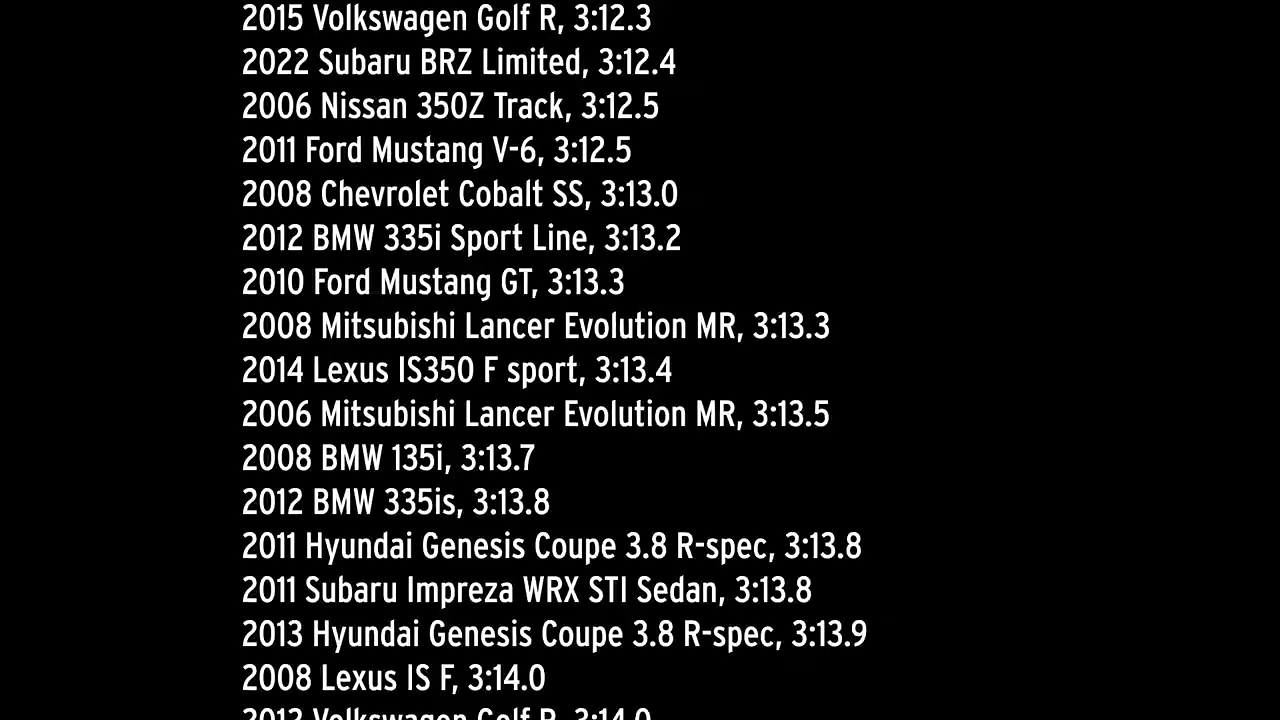 2015 Volkswagen Golf R, 3:12.3
2022 Subaru BRZ Limited, 3:12.4
2006 Nissan 350Z Track, 3:12.5
2011 Ford Mustang V-6, 3:12.5
2008 Chevrolet Cobalt SS, 3:13.0
2012 BMW 335i Sport Line, 3:13.2
2010 Ford Mustang GT, 3:13.3
2008 Mitsubishi Lancer Evolution MR, 3:13.3
2014 Lexus IS350 F sport, 3:13.4
2006 Mitsubishi Lancer Evolution MR, 3:13.5
2008 BMW 135i, 3:13.7
2012 BMW 335is, 3:13.8
2011 Hyundai Genesis Coupe 3.8 R-spec, 3:13.8
2011 Subaru Impreza WRX STI Sedan, 3:13.8
2013 Hyundai Genesis Coupe 3.8 R-spec, 3:13.9
2008 Lexus IS F, 3:14.0
2012 Volkswagen Golf R, 3:14.0